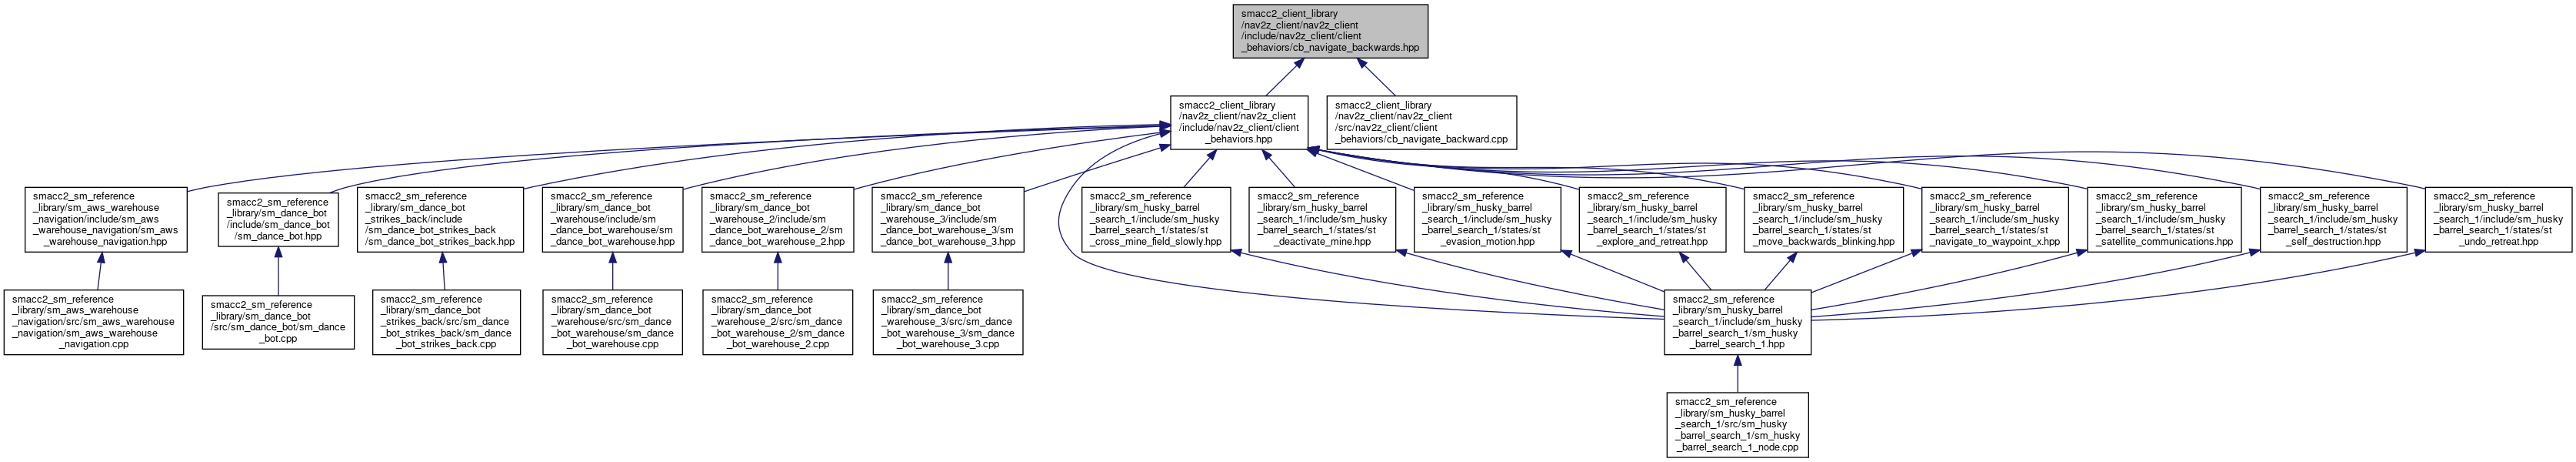 smacc2_client_library
/nav2z_client/nav2z_client
/include/nav2z_client/client
_behaviors/cb_navigate_backwards.hpp
smacc2_client_library
/nav2z_client/nav2z_client
/include/nav2z_client/client
_behaviors.hpp
smacc2_client_library
/nav2z_client/nav2z_client
/src/nav2z_client/client
_behaviors/cb_navigate_backward.cpp
smacc2_sm_reference
_library/sm_aws_warehouse
_navigation/include/sm_aws
_warehouse_navigation/sm_aws
_warehouse_navigation.hpp
smacc2_sm_reference
_library/sm_dance_bot
/include/sm_dance_bot
/sm_dance_bot.hpp
smacc2_sm_reference
_library/sm_dance_bot
_strikes_back/include
/sm_dance_bot_strikes_back
/sm_dance_bot_strikes_back.hpp
smacc2_sm_reference
_library/sm_dance_bot
_warehouse/include/sm
_dance_bot_warehouse/sm
_dance_bot_warehouse.hpp
smacc2_sm_reference
_library/sm_dance_bot
_warehouse_2/include/sm
_dance_bot_warehouse_2/sm
_dance_bot_warehouse_2.hpp
smacc2_sm_reference
_library/sm_dance_bot
_warehouse_3/include/sm
_dance_bot_warehouse_3/sm
_dance_bot_warehouse_3.hpp
smacc2_sm_reference
_library/sm_husky_barrel
_search_1/include/sm_husky
_barrel_search_1/states/st
_cross_mine_field_slowly.hpp
smacc2_sm_reference
_library/sm_husky_barrel
_search_1/include/sm_husky
_barrel_search_1/states/st
_deactivate_mine.hpp
smacc2_sm_reference
_library/sm_husky_barrel
_search_1/include/sm_husky
_barrel_search_1/states/st
_evasion_motion.hpp
smacc2_sm_reference
_library/sm_husky_barrel
_search_1/include/sm_husky
_barrel_search_1/states/st
_explore_and_retreat.hpp
smacc2_sm_reference
_library/sm_husky_barrel
_search_1/include/sm_husky
_barrel_search_1/states/st
_move_backwards_blinking.hpp
smacc2_sm_reference
_library/sm_husky_barrel
_search_1/include/sm_husky
_barrel_search_1/states/st
_navigate_to_waypoint_x.hpp
smacc2_sm_reference
_library/sm_husky_barrel
_search_1/include/sm_husky
_barrel_search_1/states/st
_satellite_communications.hpp
smacc2_sm_reference
_library/sm_husky_barrel
_search_1/include/sm_husky
_barrel_search_1/states/st
_self_destruction.hpp
smacc2_sm_reference
_library/sm_husky_barrel
_search_1/include/sm_husky
_barrel_search_1/states/st
_undo_retreat.hpp
smacc2_sm_reference
_library/sm_aws_warehouse
_navigation/src/sm_aws_warehouse
_navigation/sm_aws_warehouse
_navigation.cpp
smacc2_sm_reference
_library/sm_dance_bot
/src/sm_dance_bot/sm_dance
_bot.cpp
smacc2_sm_reference
_library/sm_dance_bot
_strikes_back/src/sm_dance
_bot_strikes_back/sm_dance
_bot_strikes_back.cpp
smacc2_sm_reference
_library/sm_dance_bot
_warehouse/src/sm_dance
_bot_warehouse/sm_dance
_bot_warehouse.cpp
smacc2_sm_reference
_library/sm_dance_bot
_warehouse_2/src/sm_dance
_bot_warehouse_2/sm_dance
_bot_warehouse_2.cpp
smacc2_sm_reference
_library/sm_dance_bot
_warehouse_3/src/sm_dance
_bot_warehouse_3/sm_dance
_bot_warehouse_3.cpp
smacc2_sm_reference
_library/sm_husky_barrel
_search_1/include/sm_husky
_barrel_search_1/sm_husky
_barrel_search_1.hpp
smacc2_sm_reference
_library/sm_husky_barrel
_search_1/src/sm_husky
_barrel_search_1/sm_husky
_barrel_search_1_node.cpp